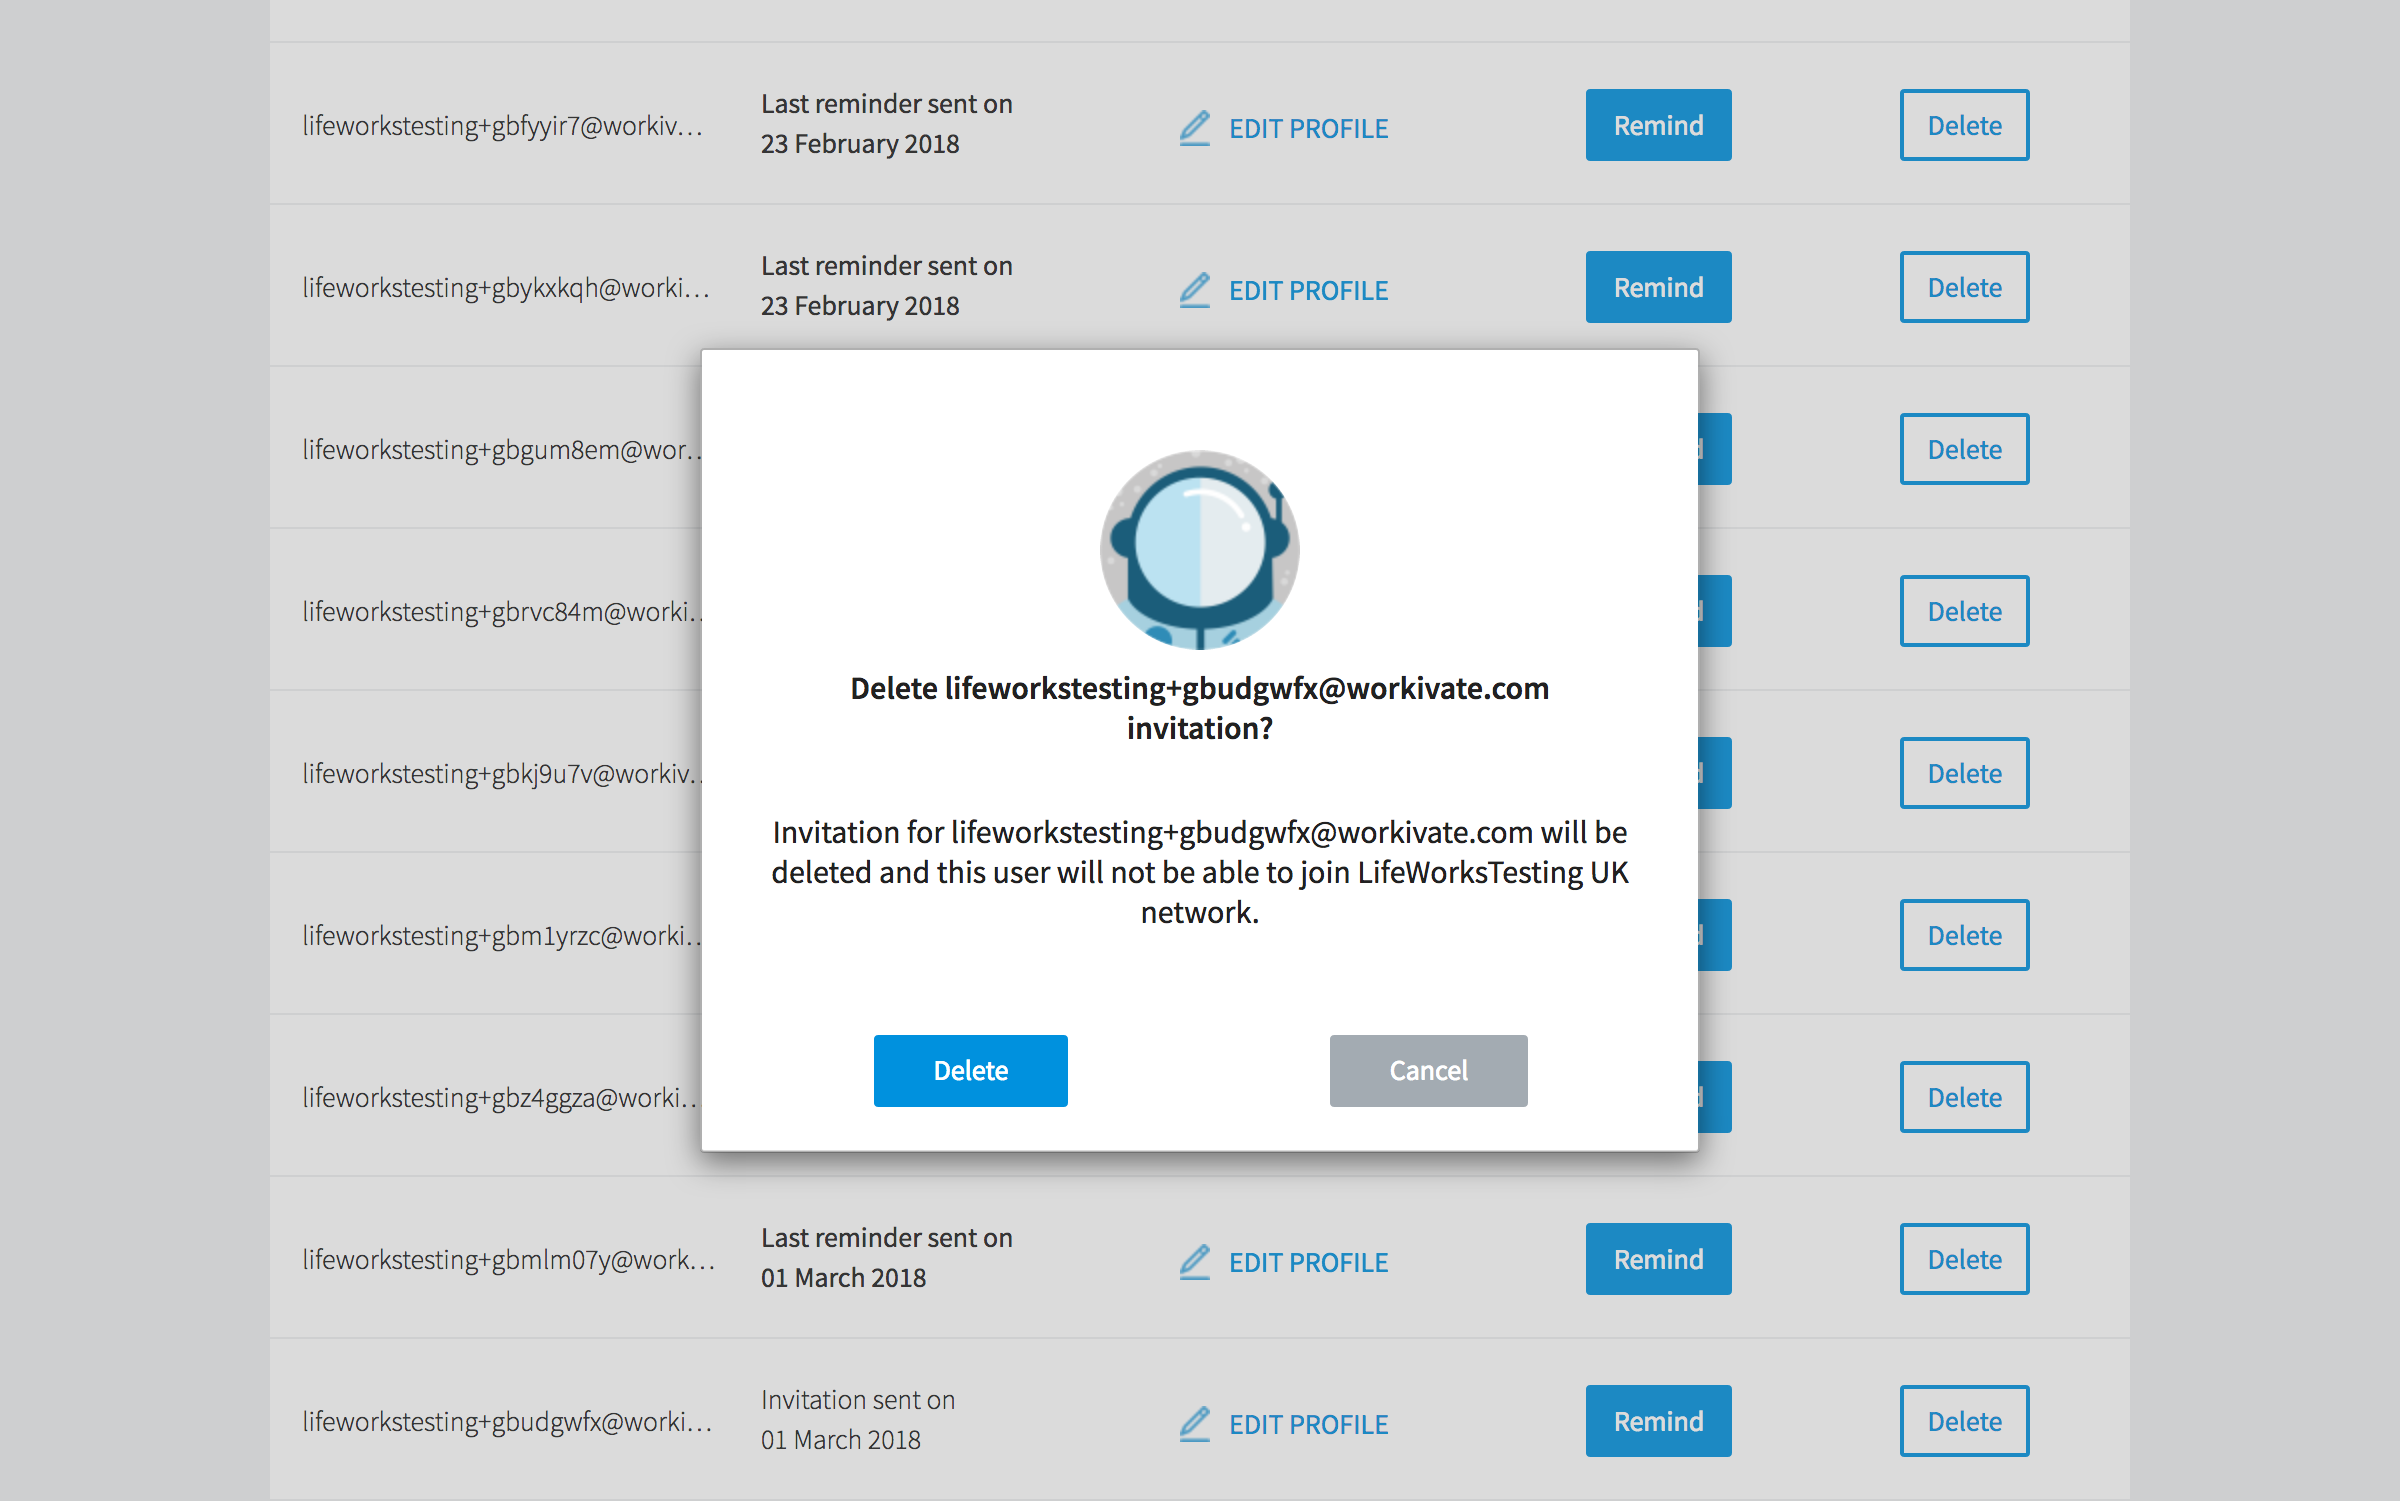 Last reminder sent on
lifeworkstesting+gbfyyir7@workiv... EDIT PROFILE Remind Delete
23 February 2018
Last reminder sent on
lifeworkstesting+gbykxkqh@worki... EDIT PROFILE Remind Delete
23 February 2018
lifeworkstesting+gbgum8em@wor.. d Delete
lifeworkstesting+gbrvc84m@worki.. d Delete
lifeworkstesting+gbkj9u7v@workiv.. d Delete
lifeworkstesting+gbm1yrzc@worki.. d Delete
lifeworkstesting+gbz4ggza@worki.. d Delete
Delete lifeworkstesting+gbudgwfx@workivate.com
invitation?
Invitation for lifeworkstesting+gbudgwfx@workivate.com will be
deleted and this user will not be able to join LifeWorksTesting UK
network.
Delete Cancel
Last reminder sent on
lifeworkstesting+gbmlm07y@work... EDIT PROFILE Remind Delete
01 March 2018
Invitation sent on
lifeworkstesting+gbudgwfx@worki... EDIT PROFILE Remind Delete
01 March 2018